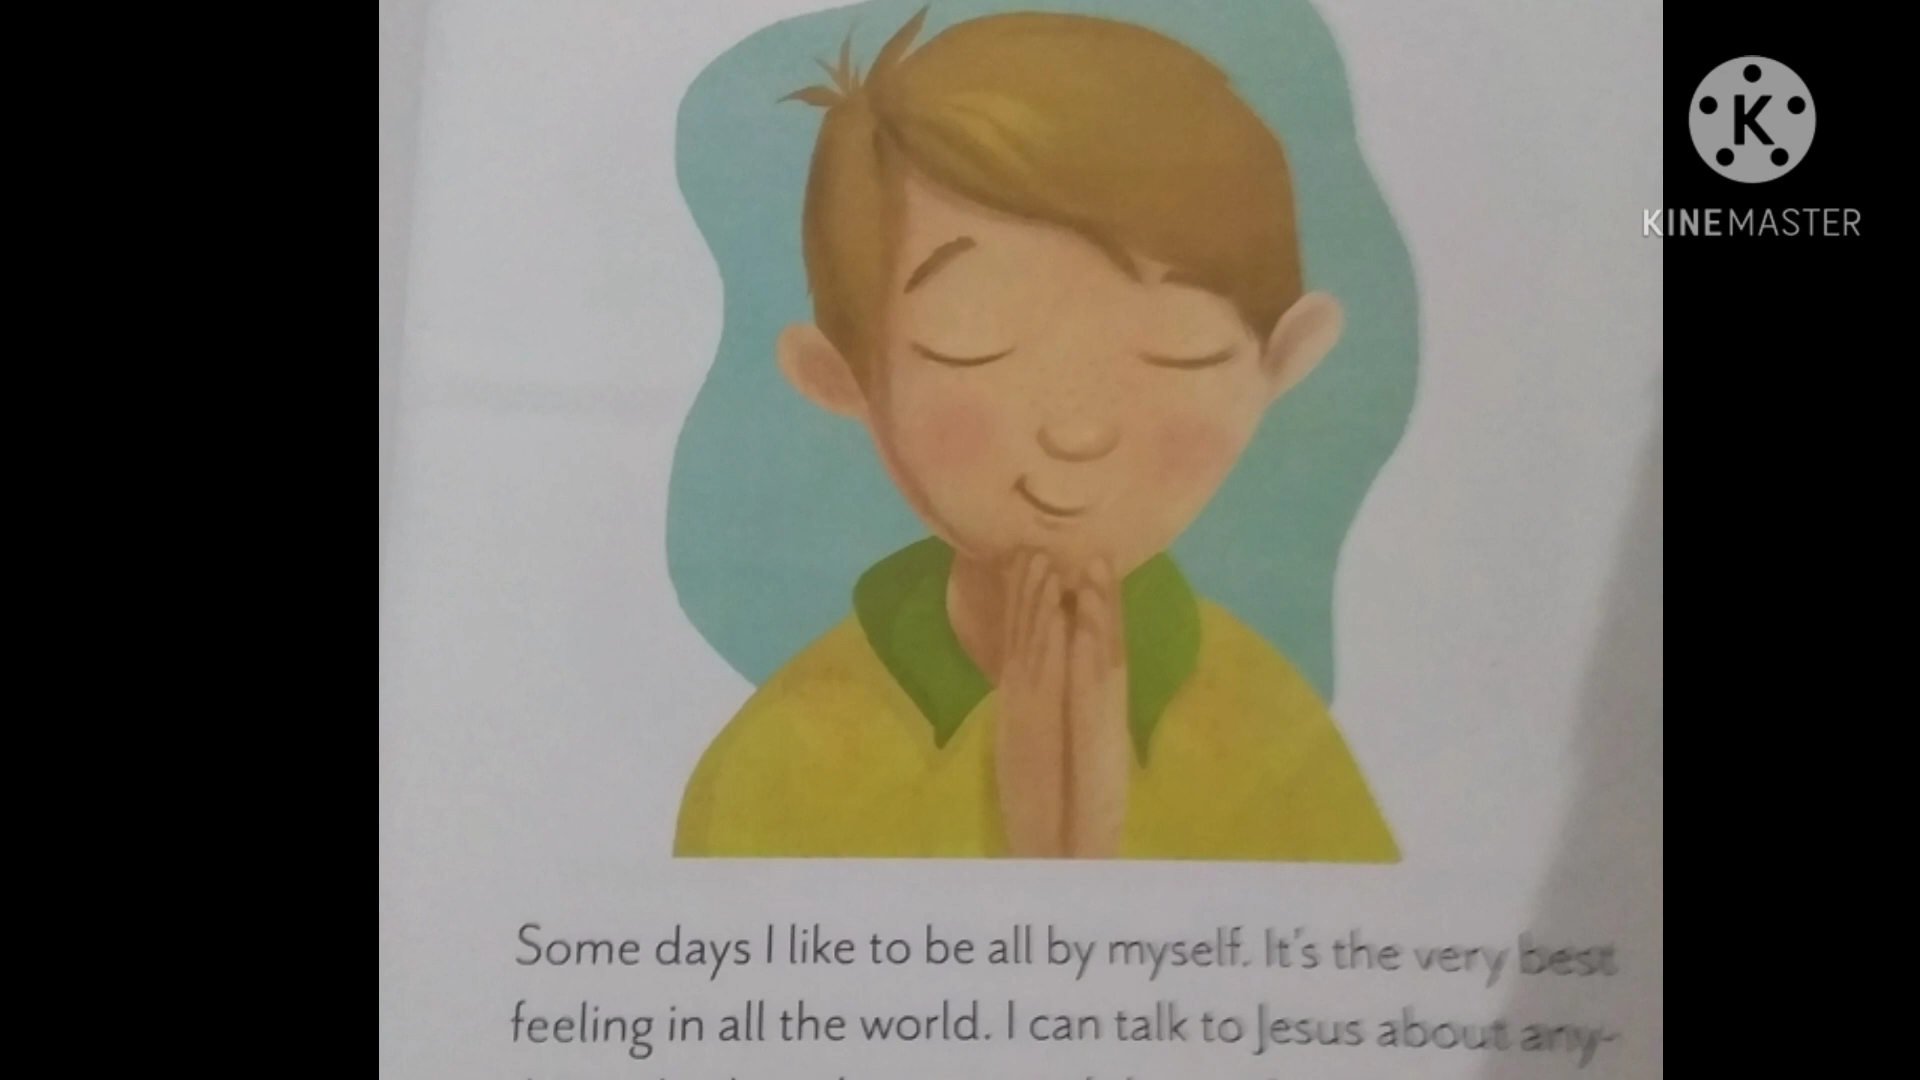 K
KINEMASTER
Some days I like to be all by myself. It's the very best
feeling in all the world. I can talk to Jesus about any-